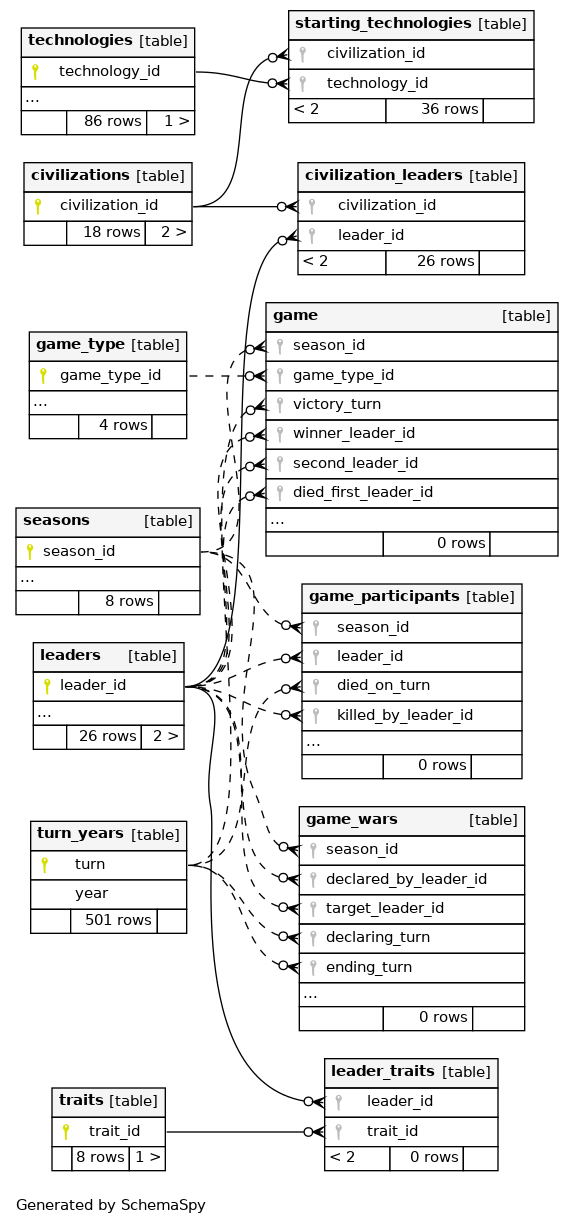 technologies [table]
technology_id
...
86 rows 1 >
starting_technologies [table]
civilization_id
technology_id
< 2 36 rows
civilizations [table]
civilization_id
18 rows 2 >
civilization_leaders [table]
civilization_id
leader_id
< 2 26 rows
game_type [table]
game_type_id
...
4 rows
game [table]
season_id
game_type_id
victory_turn
winner_leader_id
second_leader_id
died_first_leader_id
...
0 rows
seasons [table]
season_id
...
8 rows
game_participants [table]
season_id
leader_id
died_on_turn
killed_by_leader_id
...
0 rows
leaders [table]
leader_id
...
26 rows 2 >
turn_years [table]
turn
year
501 rows
game_wars [table]
season_id
declared_by_leader_id
target_leader_id
declaring_turn
ending_turn
...
0 rows
leader_traits [table]
leader_id
trait_id
< 2 0 rows
traits [table]
trait_id
8 rows 1 >
Generated by SchemaSpy